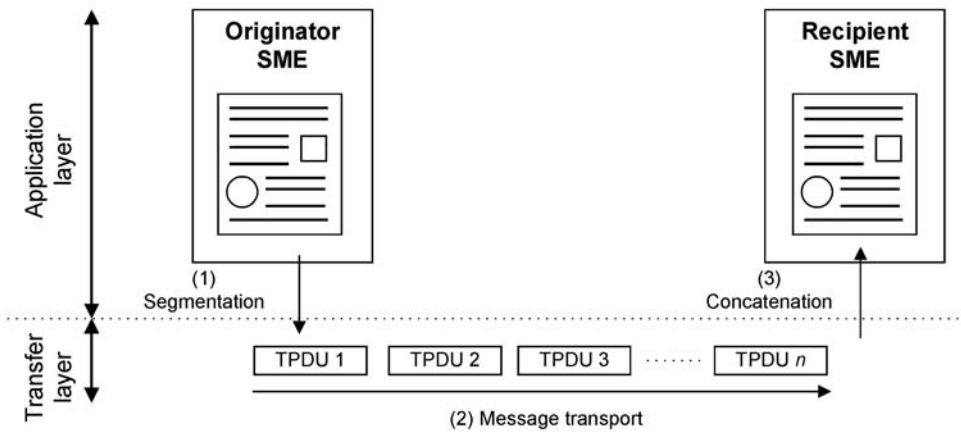 Originator
SME
Recipient
SME
Application
layer
(1)
Segmentation
(3)
Concatenation
Transfer
layer
TPDU 1
TPDU 2
TPDU 3
TPDU n
(2) Message transport